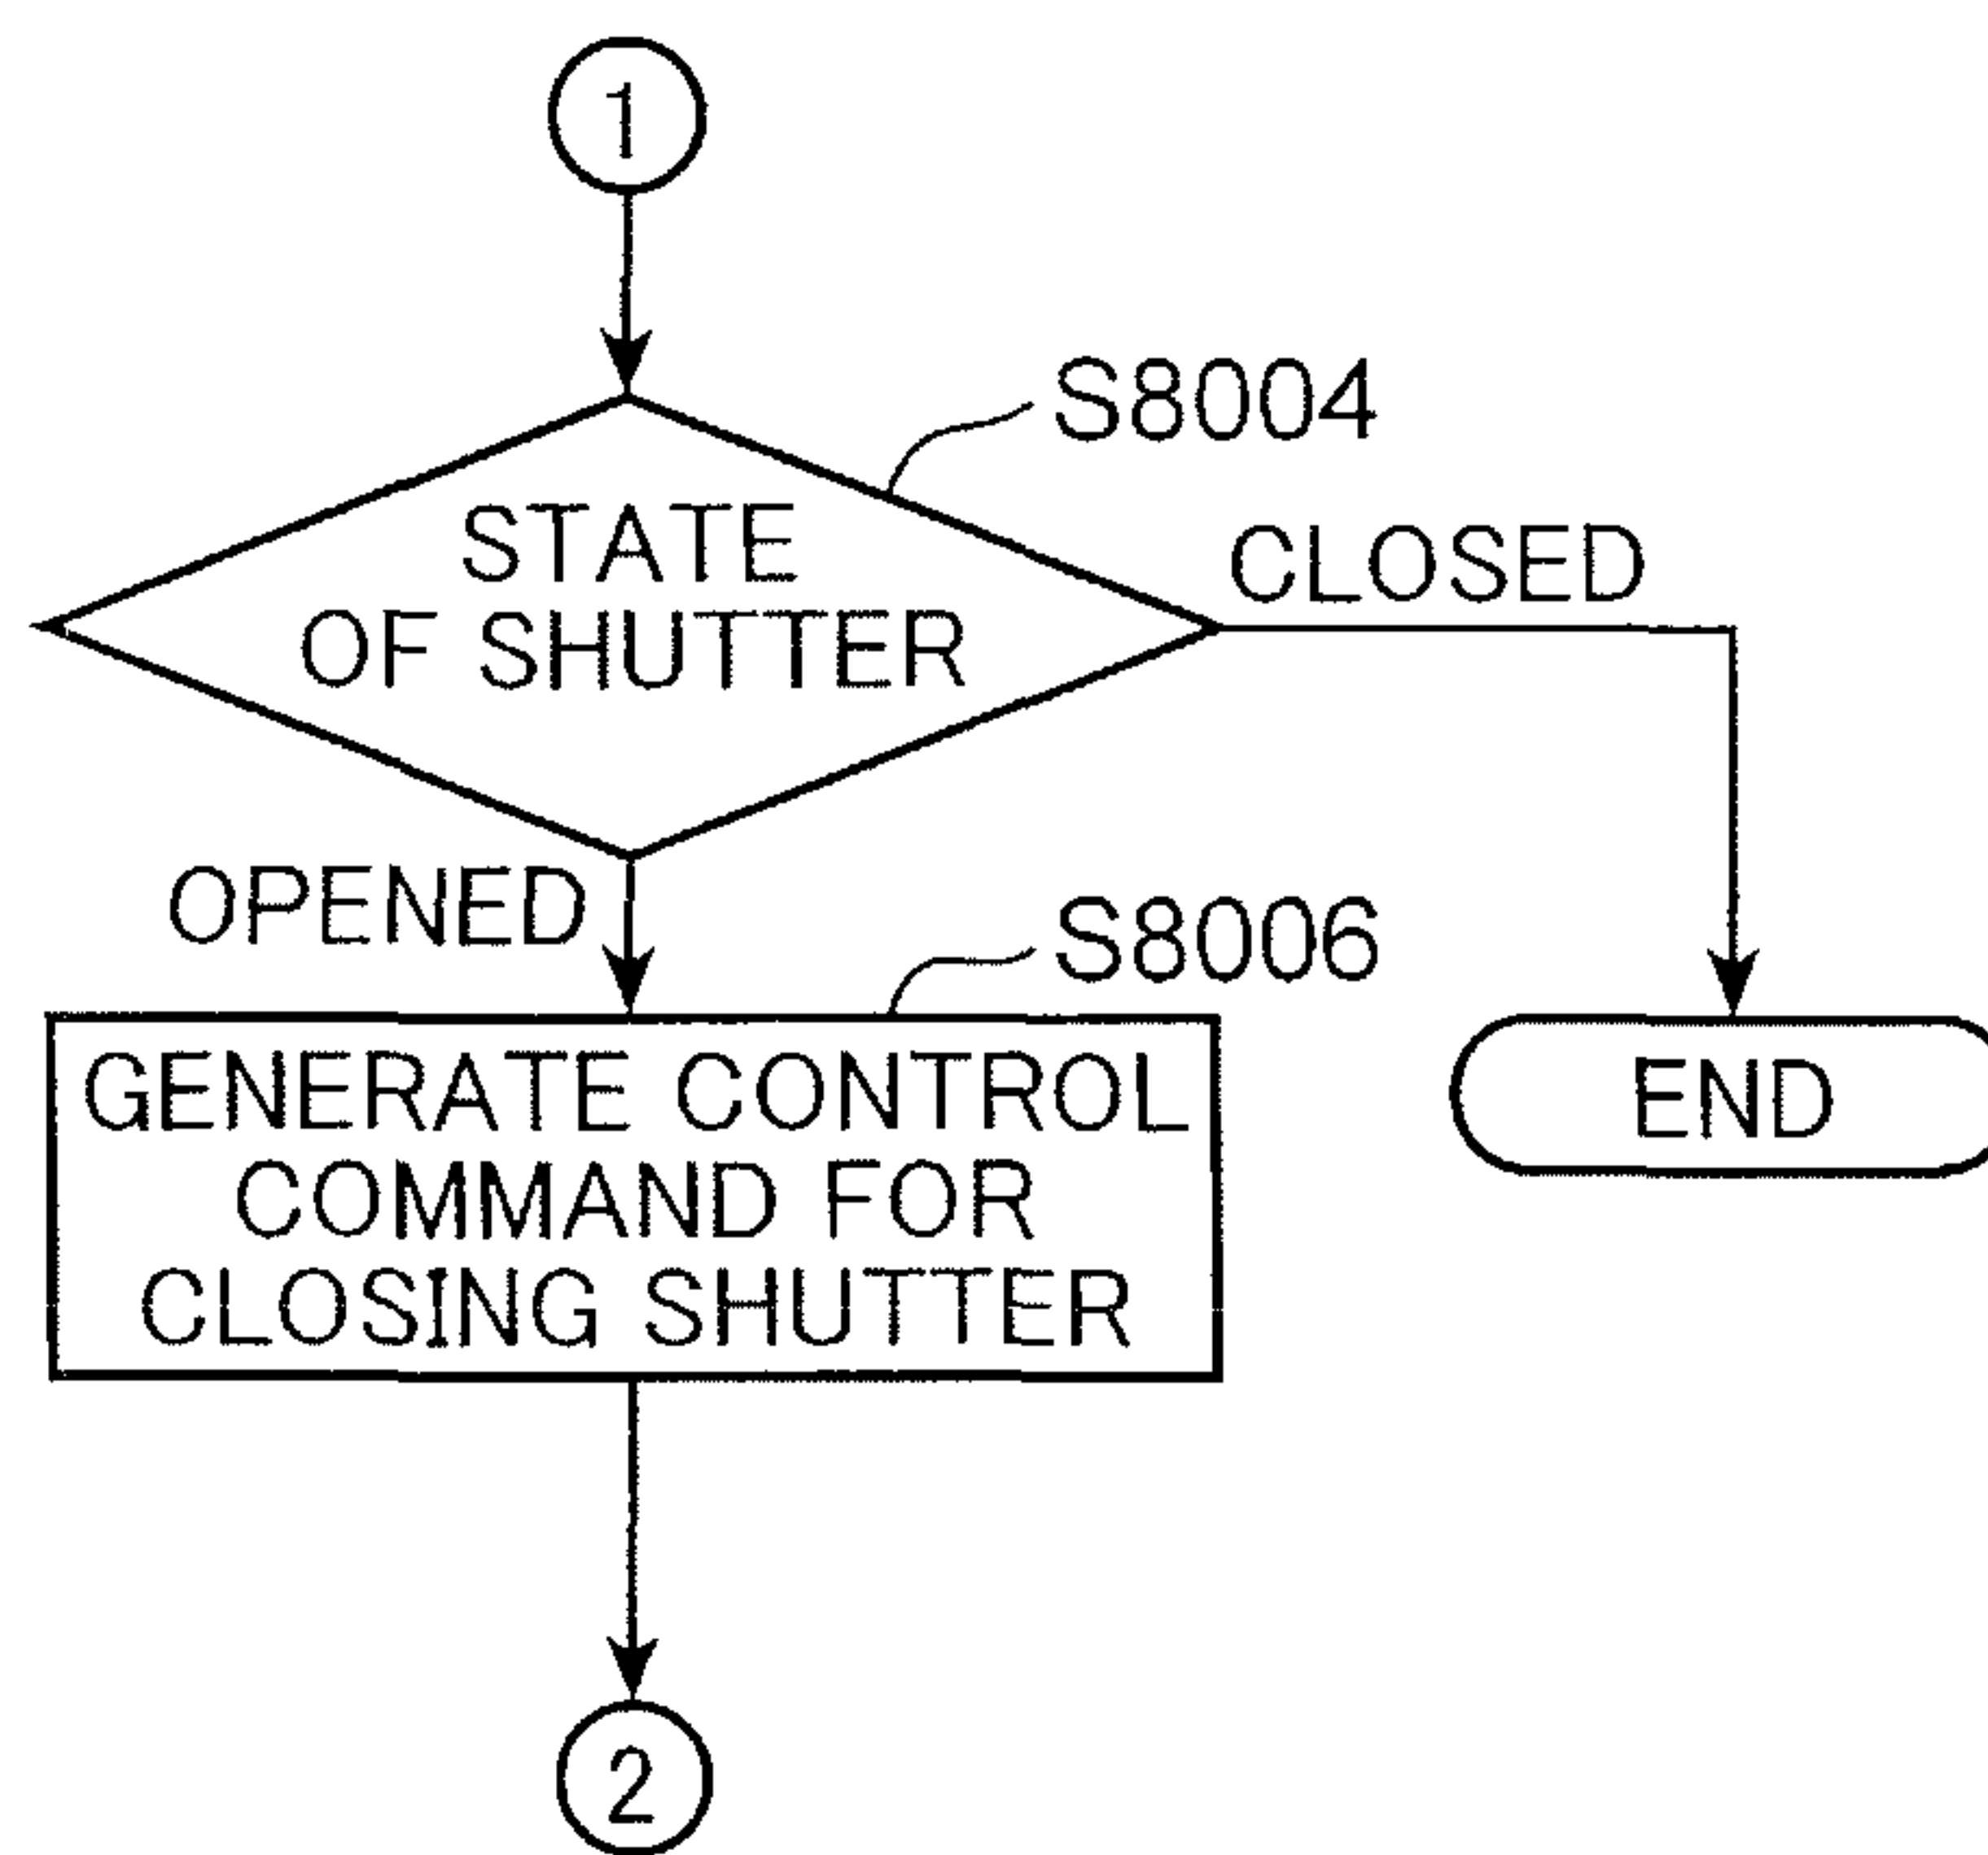 1
S8004
STATE
OF SHUTTER
CLOSED
OPENED
S8006
GENERATE CONTROL
COMMAND FOR
CLOSING SHUTTER
END
2